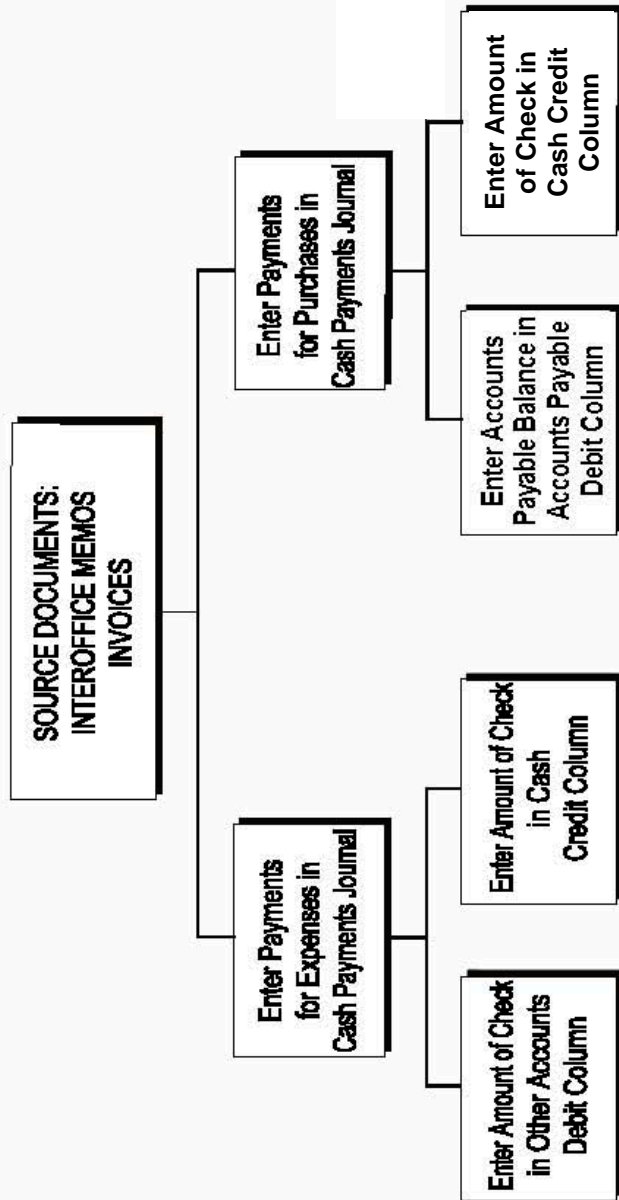 SOURCE DOCUMENTS:
INTEROFFICE MEMOS
INVOICES
Enter Payments
for Expenses in
Cash Payments Journal
Enter Payments
for Purchases in
Cash Payments Journal
Enter Amount of Check
in Other Accounts
Debit Column
Enter Amount of Check
in Cash
Credit Column
Enter Accounts
Payable Balance in
Accounts Payable
Debit Column
Enter Amount
of Check in
Cash Credit
Column